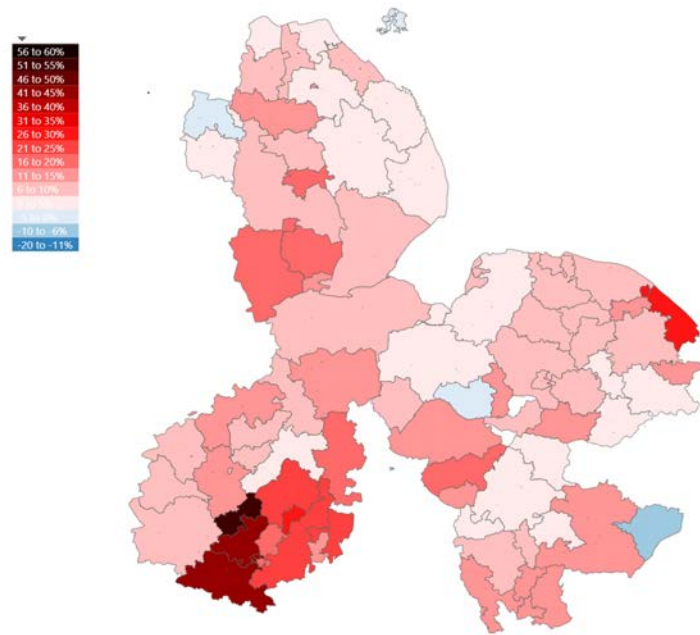 56 to 60%
51 to 55%
46 to 50%
41 to 45%
36 to 40%
31 to 35%
26 to 30%
21 to 25%
16 to 20%
11 to 15%
6 to 10%
-10 to -6%
-20 to -11%